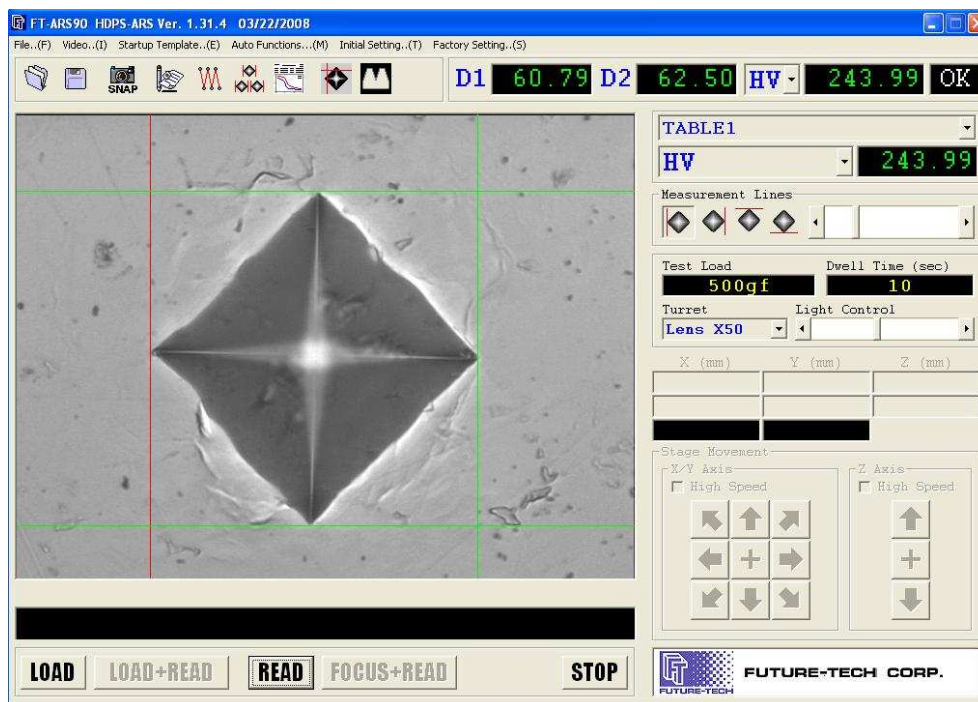 FT-ARS90 HDPS-ARS Ver. 1.31.4 03/22/2008
File..(F) Video..(I) Startup Template..(E) Auto Functions...(M) Initial Setting..(T) Factory Setting..(S)
SNAP D1 60.79 D2 62.50 HV 243.99 OK
TABLE1
HV 243.99
Measurement Lines
Test Load Dwell Time (sec)
500gf 10
Turret Light Control
Lens X50
X (mm) Y (mm) Z (mm)
Stage Movement
X/Y Axis Z Axis
High Speed High Speed
LOAD LOAD+READ READ FOCUS+READ STOP
FT FUTURE-TECH CORP.
FUTURE-TECH